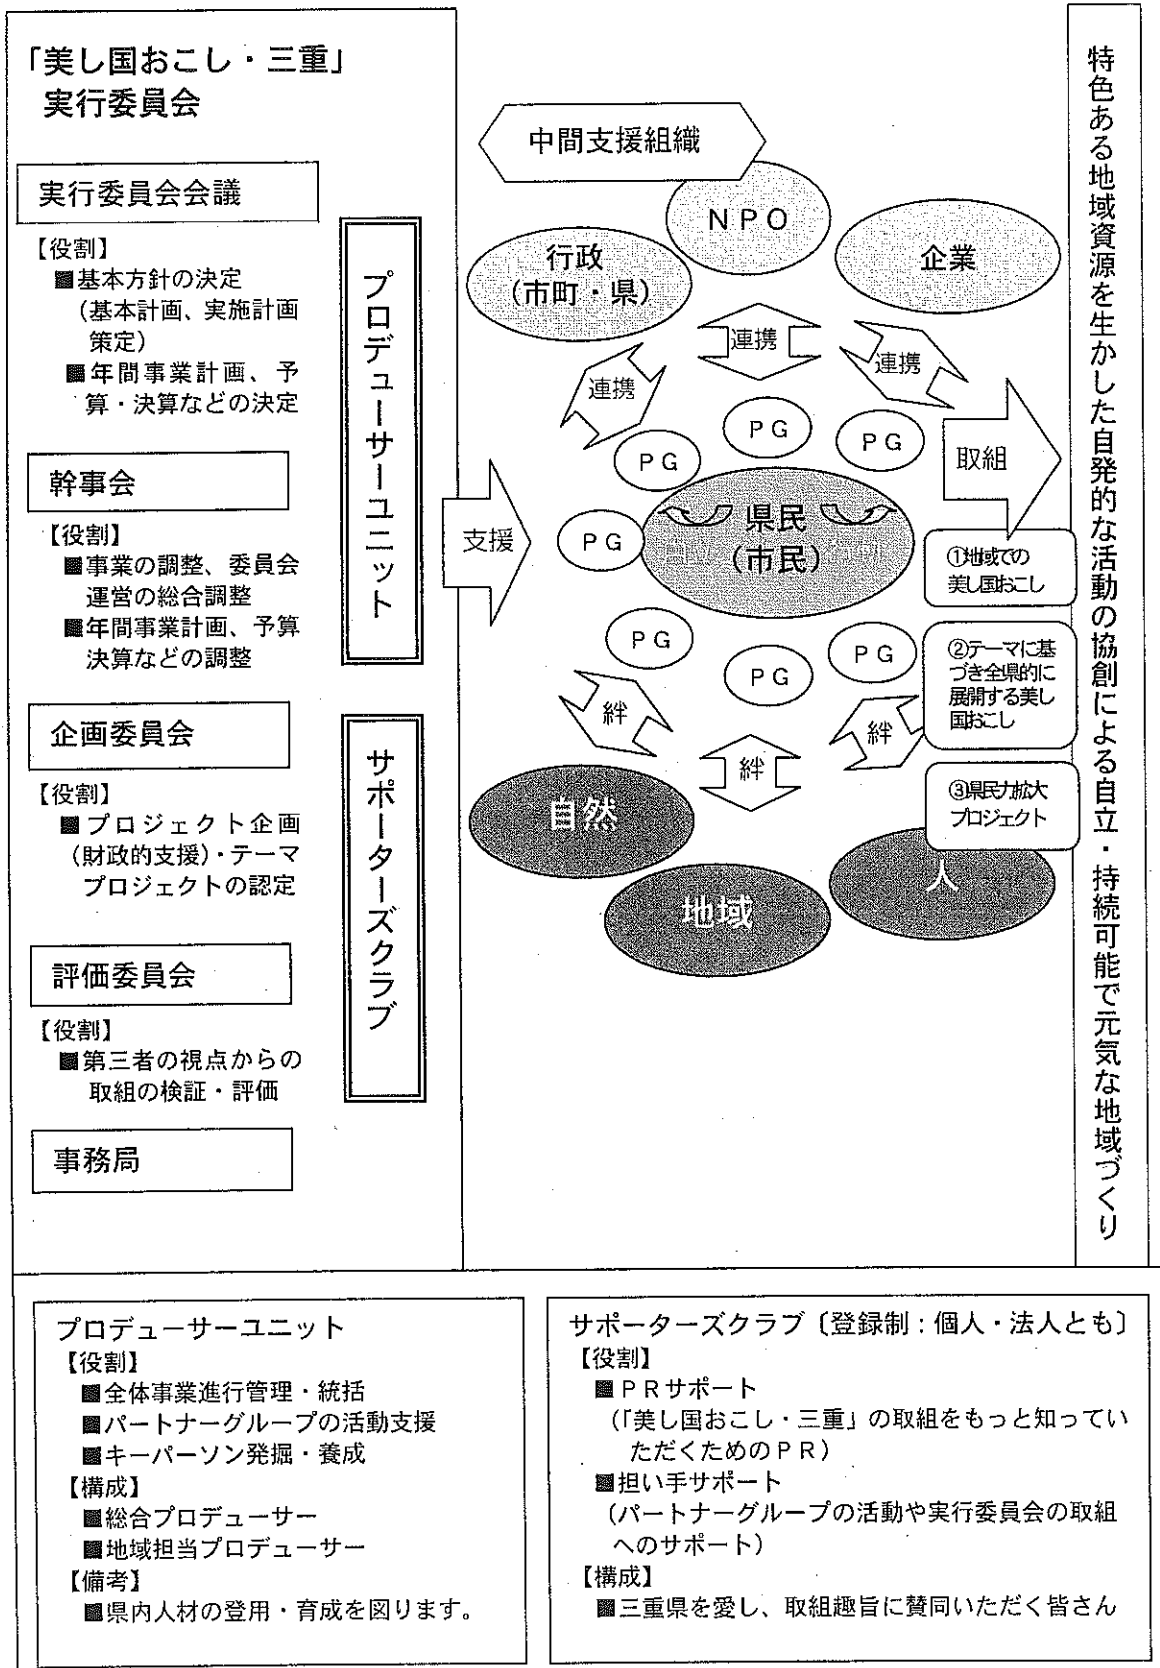 「美し国おこし・三重」
実行委員会
実行委員会会議
【役割】
■基本方針の決定
(基本計画、実施計画
策定)
■年間事業計画、予
算・決算などの決定
幹事会
【役割】
■事業の調整、委員会
運営の総合調整
■年間事業計画、予算
決算などの調整
企画委員会
【役割】
■プロジェクト企画
(財政的支援)・テーマ
プロジェクトの認定
評価委員会
【役割】
■第三者の視点からの
取組の検証・評価
事務局
プロデューサーユニット
サポーターズクラブ
支援
中間支援組織
NPO
行政
(市町・県)
企業
連携
連携
連携
PG
PG
PG
PG
県民
(市民)
PG
PG
PG
絆
絆
絆
自然
地域
人
取組
①地域での
美し国おこし
②テーマに基
づき全県的に
展開する美し
国おこし
③県民力拡大
プロジェクト
特色ある地域資源を生かした自発的な活動の協創による自立・持続可能で元気な地域づくり
プロデューサーユニット
【役割】
■全体事業進行管理・統括
■パートナーグループの活動支援
■キーパーソン発掘・養成
【構成】
■総合プロデューサー
■地域担当プロデューサー
【備考】
■県内人材の登用・育成を図ります。
サポーターズクラブ〔登録制:個人・法人とも〕
【役割】
■PRサポート
(「美し国おこし・三重」の取組をもっと知ってい
ただくためのPR)
■担い手サポート
(パートナーグループの活動や実行委員会の取組
へのサポート)
【構成】
■三重県を愛し、取組趣旨に賛同いただく皆さん